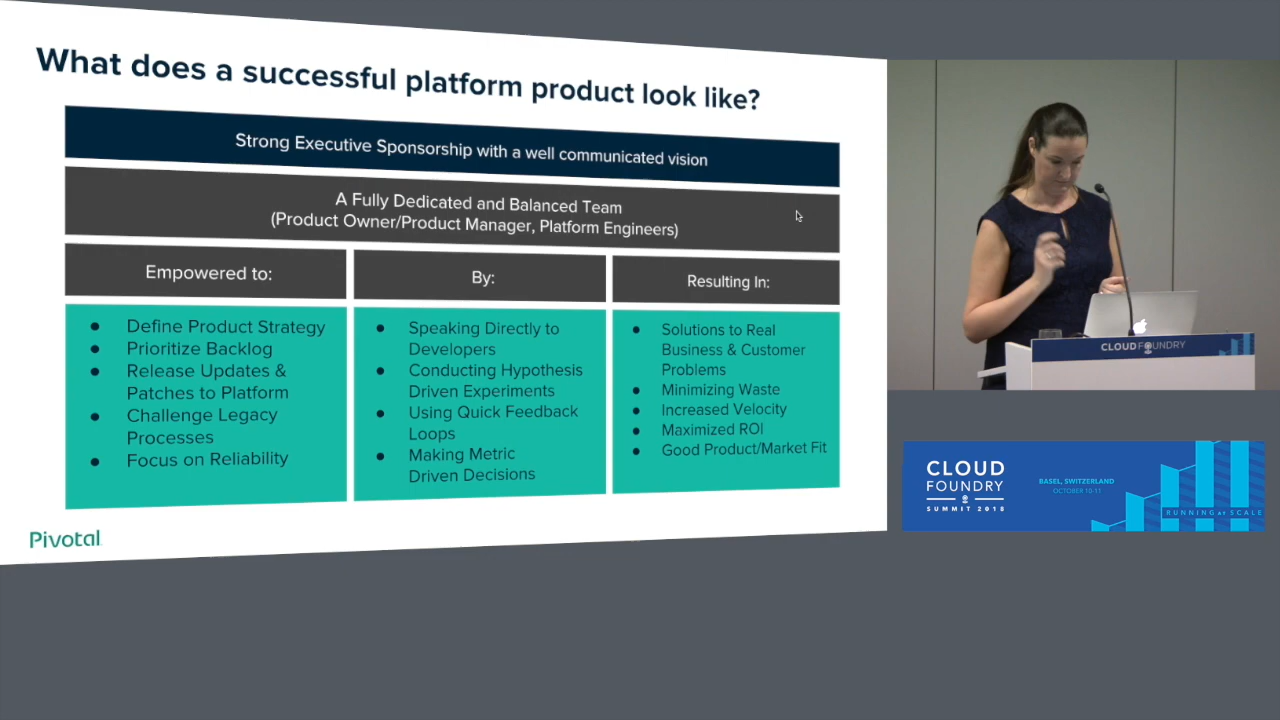 What does a successful platform product look like?
Strong Executive Sponsorship with a well communicated vision
A Fully Dedicated and Balanced Team
(Product Owner/Product Manager, Platform Engineers)
Empowered to:
• Define Product Strategy
• Prioritize Backlog
• Release Updates &
Patches to Platform
• Challenge Legacy
Processes
• Focus on Reliability
By:
• Speaking Directly to
Developers
• Conducting Hypothesis
Driven Experiments
• Using Quick Feedback
Loops
• Making Metric
Driven Decisions
Resulting In:
• Solutions to Real
Business & Customer
Problems
• Minimizing Waste
• Increased Velocity
• Maximized ROI
• Good Product/Market Fit
Pivotal
CLOUD FOUNDRY
CLOUD
FOUNDRY
SUMMIT 2018
BASEL, SWITZERLAND
OCTOBER 10-11
RUNNING AT SCALE